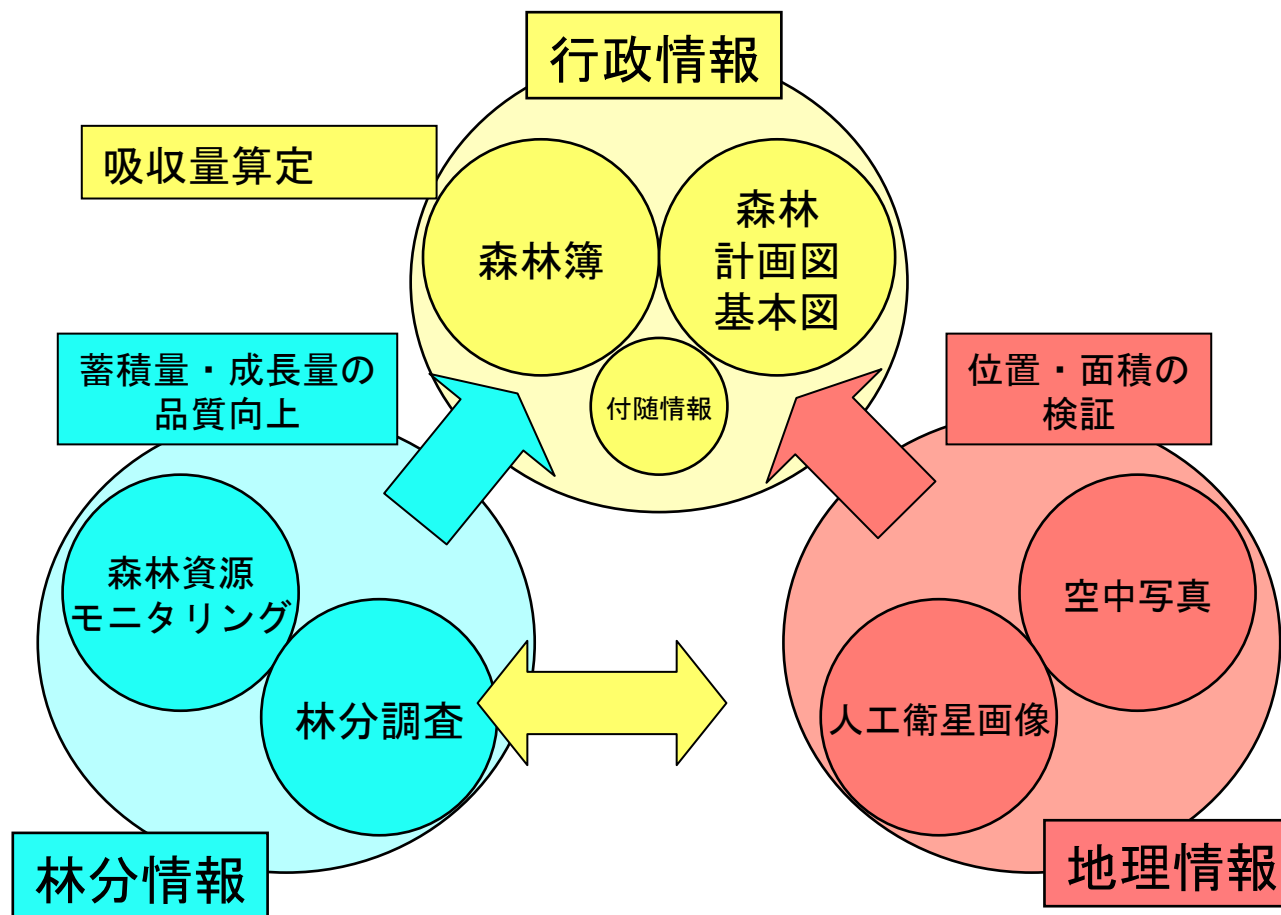 行政情報
吸収量算定
森林簿
森林
計画図
基本図
付随情報
蓄積量・成長量の
品質向上
位置・面積の
検証
森林資源
モニタリング
林分調査
空中写真
人工衛星画像
林分情報
地理情報